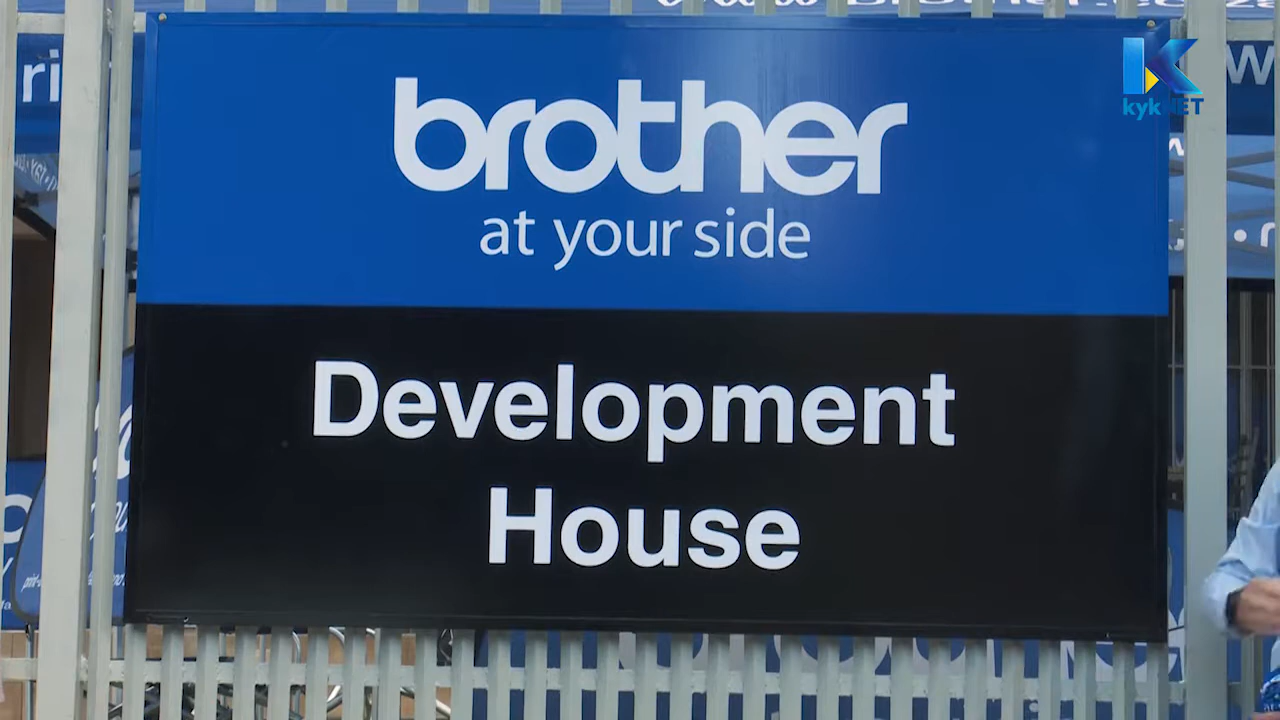 brother
at your side
Development
House
kykNET